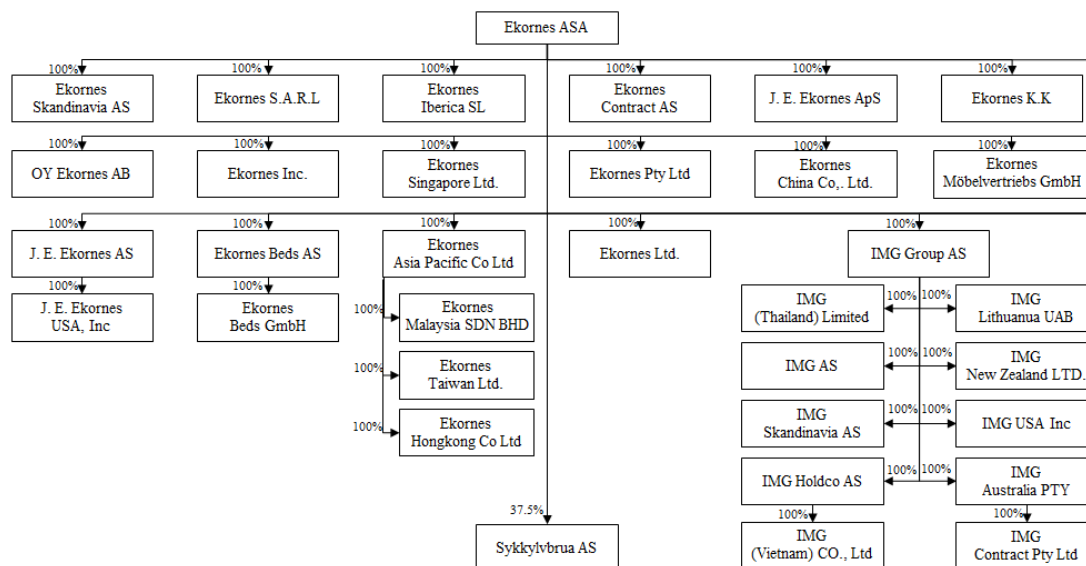 Ekornes ASA
100%
100%
100%
100%
100%
100%
Ekornes
Skandinavia AS
Ekornes S.A.R.L
Ekornes
Iberica SL
Ekornes
Contract AS
J. E. Ekornes ApS
Ekornes K.K
100%
100%
100%
100%
100%
100%
OY Ekornes AB
Ekornes Inc.
Ekornes
Singapore Ltd.
Ekornes Pty Ltd
Ekornes
China Co,. Ltd.
Ekornes
Möbelvertriebs GmbH
100%
100%
100%
100%
100%
J. E. Ekornes AS
Ekornes Beds AS
Ekornes
Asia Pacific Co Ltd
Ekornes Ltd.
IMG Group AS
100%
100%
J. E. Ekornes
USA, Inc
Ekornes
Beds GmbH
100%
Ekornes
Malaysia SDN BHD
100%
Ekornes
Taiwan Ltd.
100%
Ekornes
Hongkong Co Ltd
IMG
(Thailand) Limited
100%
100%
IMG
Lithuanua UAB
IMG AS
100%
100%
IMG
New Zealand LTD.
IMG
Skandinavia AS
100%
100%
IMG USA Inc
IMG Holdco AS
100%
100%
IMG
Australia PTY
37.5%
Sykkylvbrua AS
100%
100%
IMG
(Vietnam) CO., Ltd
IMG
Contract Pty Ltd